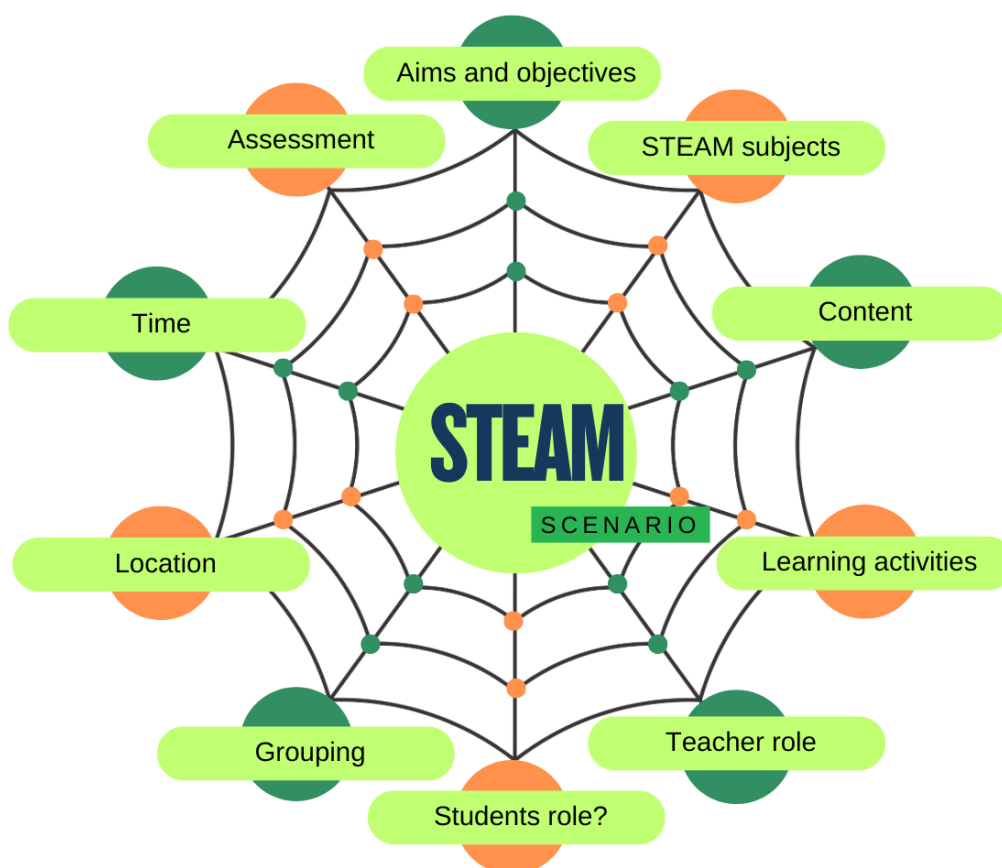 Aims and objectives
STEAM subjects
Content
Learning activities
Teacher role
Students role?
Grouping
Location
Time
Assessment
STEAM
SCENARIO